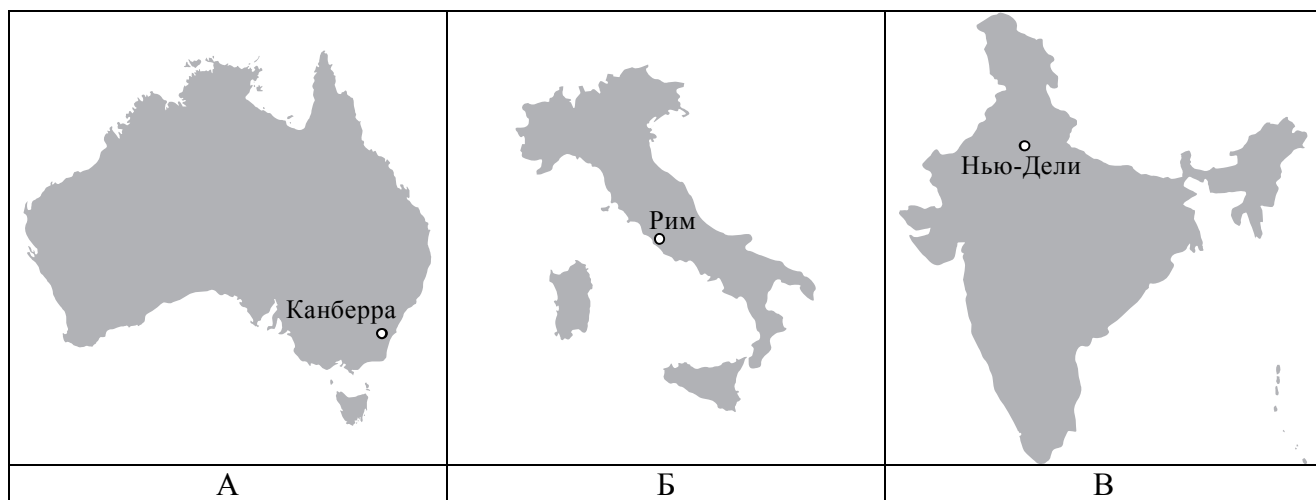 Канберра
Рим
Нью-Дели
А
Б
В